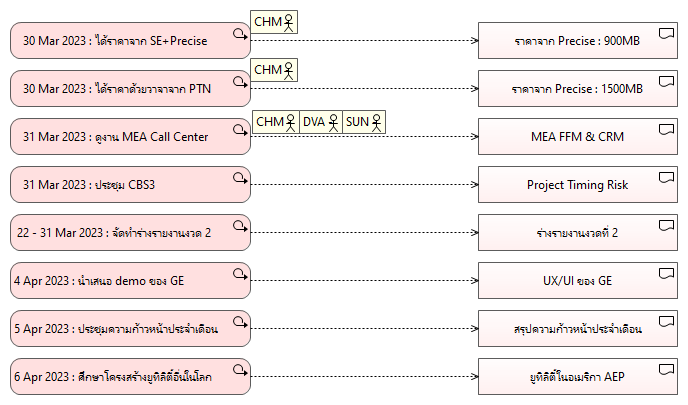 CHM
30 Mar 2023 : ได้ราคาจาก SE+Precise
ราคาจาก Precise : 900MB
CHM
30 Mar 2023 : ได้ราคาด้วยวาจาจาก PTN
ราคาจาก Precise : 1500MB
CHM DVA SUN
31 Mar 2023 : ดูงาน MEA Call Center
MEA FFM & CRM
31 Mar 2023 : ประชุม CBS3
Project Timing Risk
22 - 31 Mar 2023 : จัดทำร่างรายงานงวด 2
ร่างรายงานงวดที่ 2
4 Apr 2023 : นำเสนอ demo ของ GE
UX/UI ของ GE
5 Apr 2023 : ประชุมความก้าวหน้าประจำเดือน
สรุปความก้าวหน้าประจำเดือน
6 Apr 2023 : ศึกษาโครงสร้างยูทิลิตี้อื่นในโลก
ยูทิลิตี้ในอเมริกา AEP